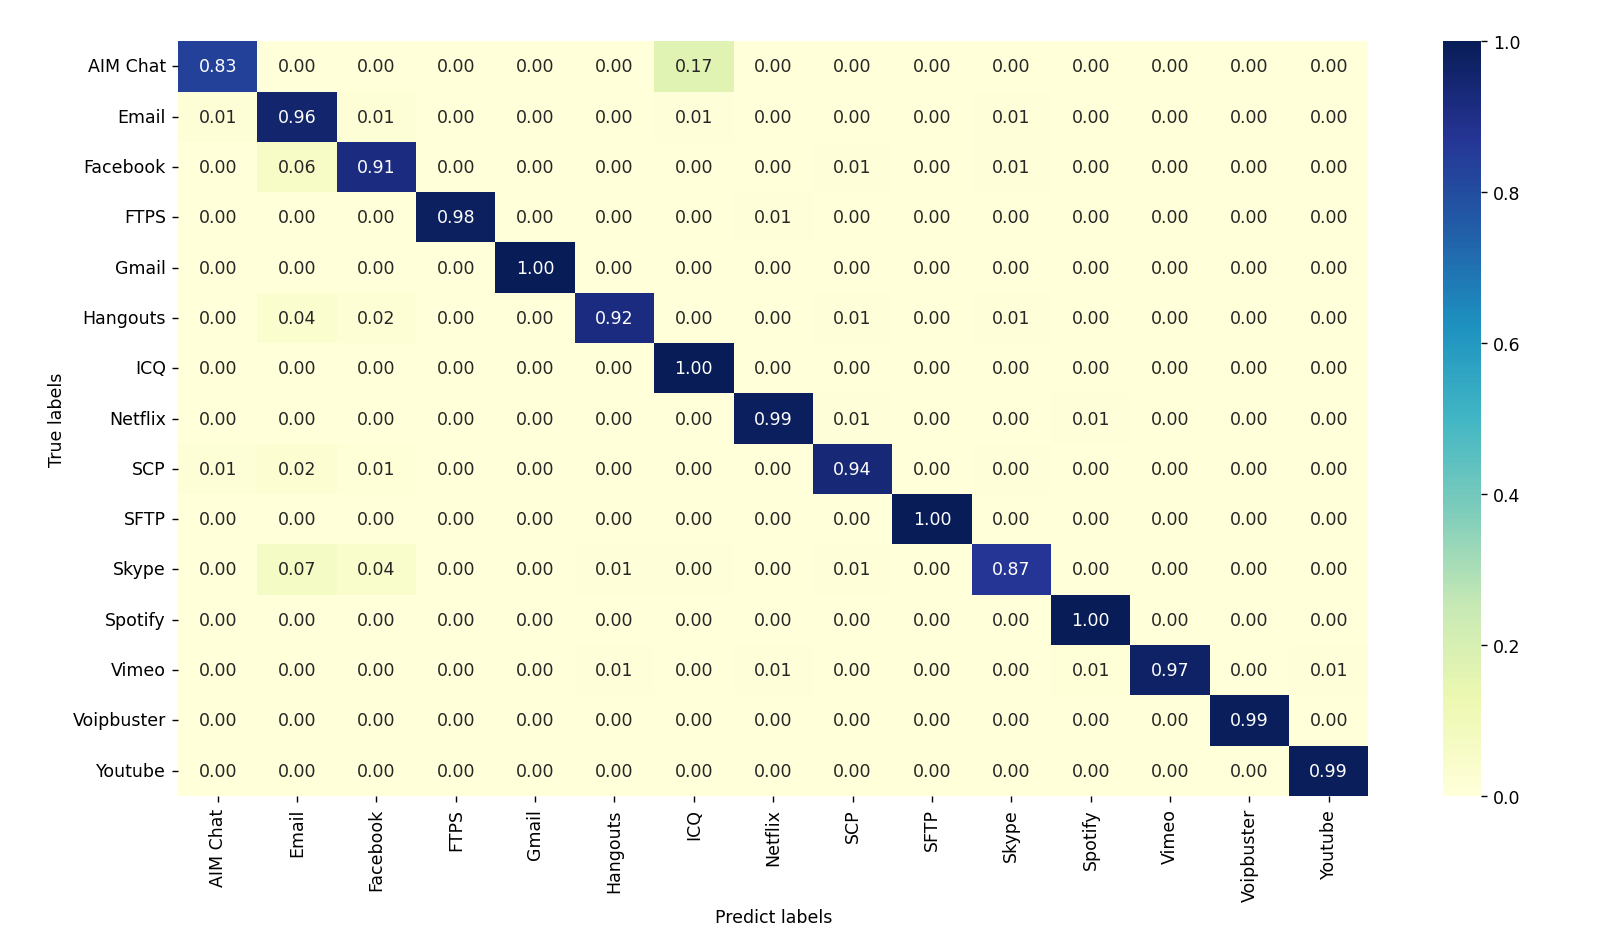 AIM Chat 0.83 0.00 0.00 0.00 0.00 0.00 0.17 0.00 0.00 0.00 0.00 0.00 0.00 0.00 0.00
Email 0.01 0.96 0.01 0.00 0.00 0.00 0.01 0.00 0.00 0.00 0.01 0.00 0.00 0.00 0.00
Facebook 0.00 0.06 0.91 0.00 0.00 0.00 0.00 0.00 0.01 0.00 0.01 0.00 0.00 0.00 0.00
FTPS 0.00 0.00 0.00 0.98 0.00 0.00 0.00 0.01 0.00 0.00 0.00 0.00 0.00 0.00 0.00
Gmail 0.00 0.00 0.00 0.00 1.00 0.00 0.00 0.00 0.00 0.00 0.00 0.00 0.00 0.00 0.00
Hangouts 0.00 0.04 0.02 0.00 0.00 0.92 0.00 0.00 0.01 0.00 0.01 0.00 0.00 0.00 0.00
ICQ 0.00 0.00 0.00 0.00 0.00 0.00 1.00 0.00 0.00 0.00 0.00 0.00 0.00 0.00 0.00
Netflix 0.00 0.00 0.00 0.00 0.00 0.00 0.00 0.99 0.01 0.00 0.00 0.01 0.00 0.00 0.00
SCP 0.01 0.02 0.01 0.00 0.00 0.00 0.00 0.00 0.94 0.00 0.00 0.00 0.00 0.00 0.00
SFTP 0.00 0.00 0.00 0.00 0.00 0.00 0.00 0.00 0.00 1.00 0.00 0.00 0.00 0.00 0.00
Skype 0.00 0.07 0.04 0.00 0.00 0.01 0.00 0.00 0.01 0.00 0.87 0.00 0.00 0.00 0.00
Spotify 0.00 0.00 0.00 0.00 0.00 0.00 0.00 0.00 0.00 0.00 0.00 1.00 0.00 0.00 0.00
Vimeo 0.00 0.00 0.00 0.00 0.00 0.01 0.00 0.01 0.00 0.00 0.00 0.01 0.97 0.00 0.01
Voipbuster 0.00 0.00 0.00 0.00 0.00 0.00 0.00 0.00 0.00 0.00 0.00 0.00 0.00 0.99 0.00
Youtube 0.00 0.00 0.00 0.00 0.00 0.00 0.00 0.00 0.00 0.00 0.00 0.00 0.00 0.00 0.99
True labels
AIM Chat Email Facebook FTPS Gmail Hangouts ICQ Netflix SCP SFTP Skype Spotify Vimeo Voipbuster Youtube
Predict labels
1.0
0.8
0.6
0.4
0.2
0.0